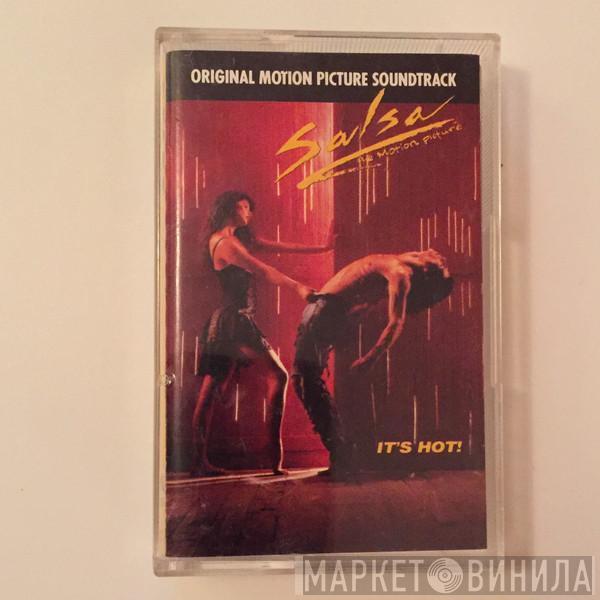 ORIGINAL MOTION PICTURE SOUNDTRACK
Salsa
The Motion Picture
IT'S HOT!
МАРКЕТ ВИНИЛА